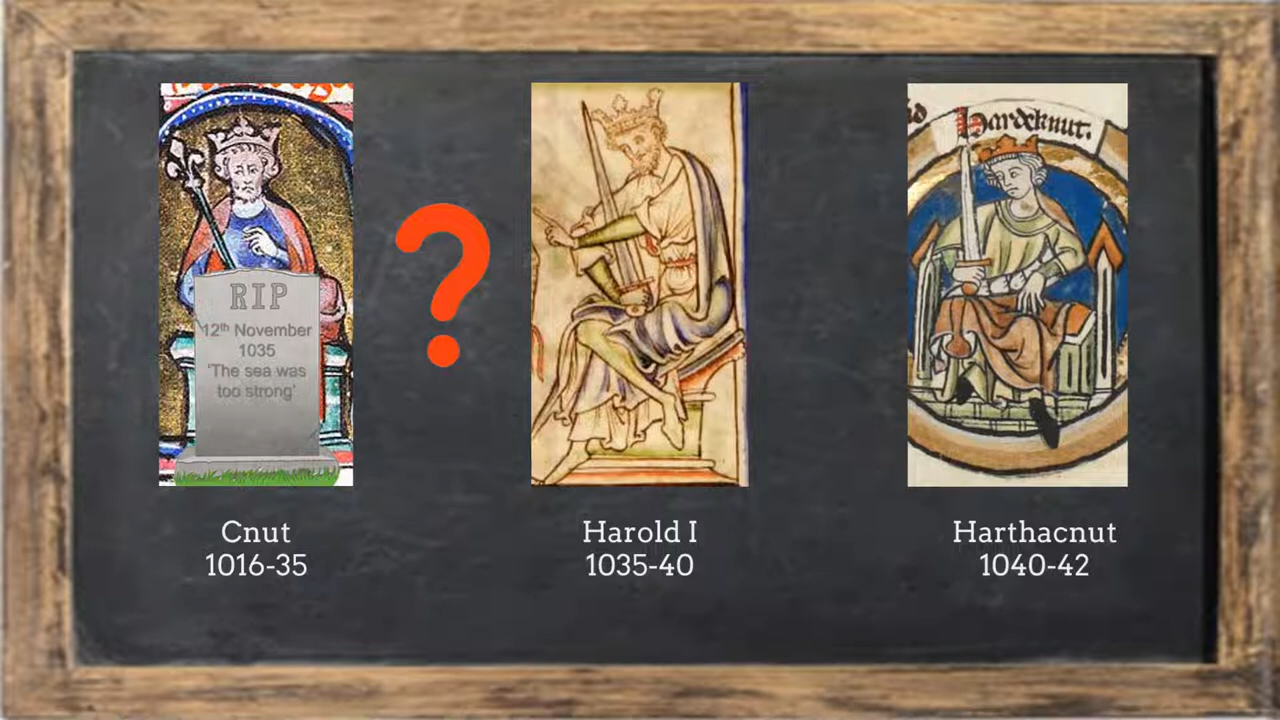 RIP
12th November
1035
'The sea was
too strong'
Hardeknut.
Cnut
1016-35
Harold I
1035-40
Harthacnut
1040-42